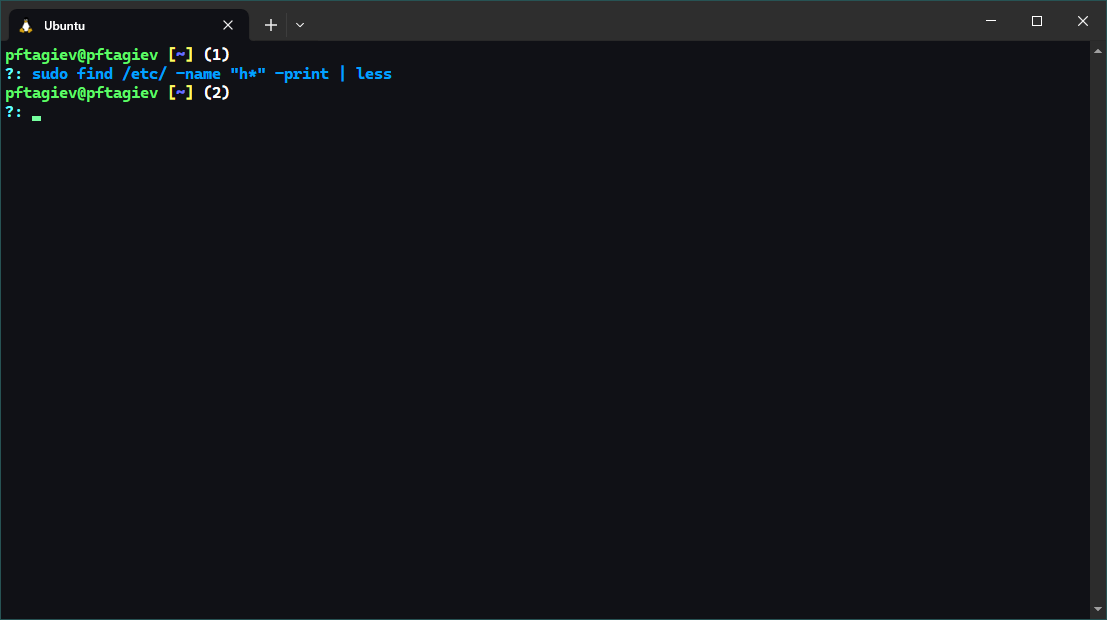 Ubuntu
pftagiev@pftagiev [~] (1)
?: sudo find /etc/ -name "h*" -print | less
pftagiev@pftagiev [~] (2)
?: